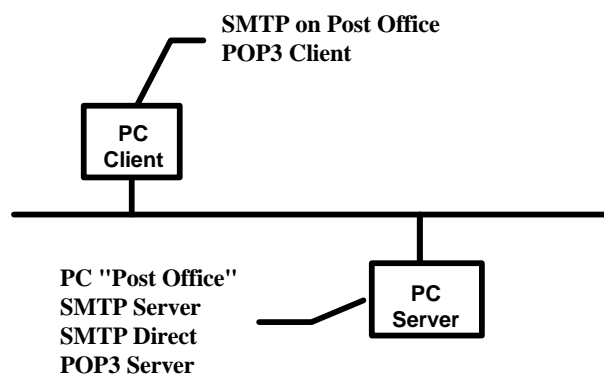 SMTP on Post Office
POP3 Client
PC
Client
PC "Post Office"
SMTP Server
SMTP Direct
POP3 Server
PC
Server